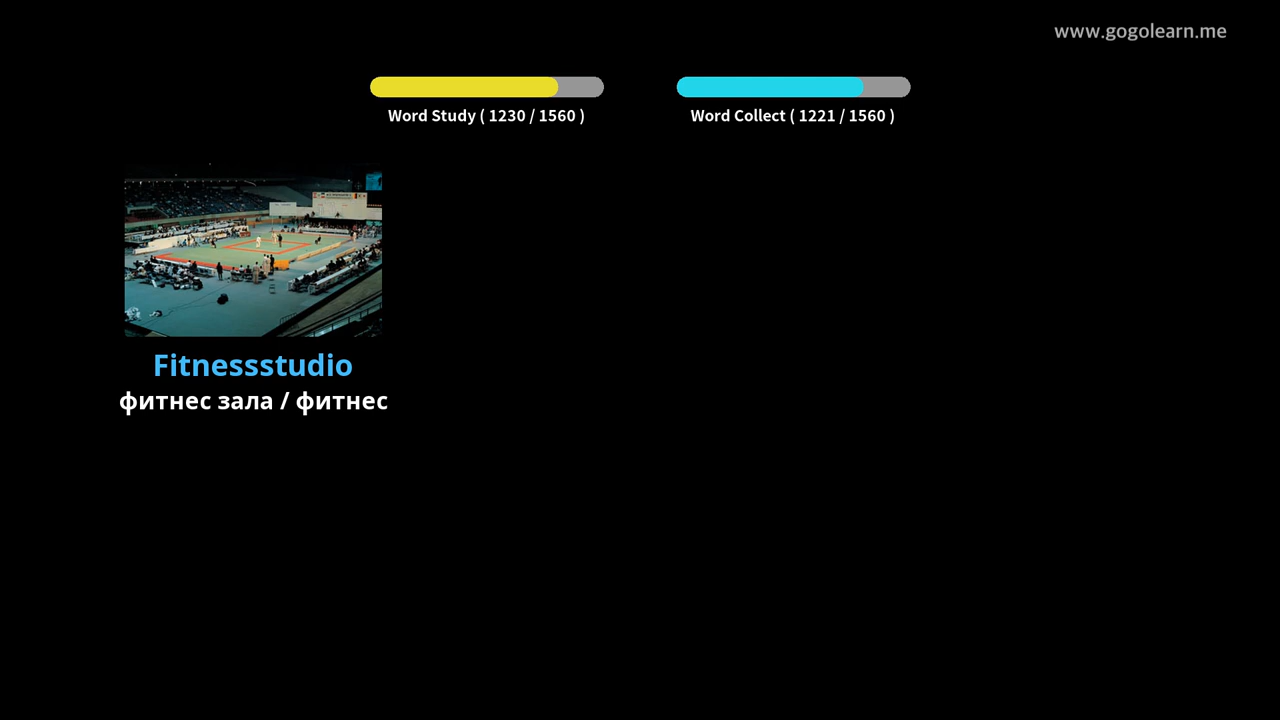 www.gogolearn.me
Word Study ( 1230 / 1560 )
Word Collect ( 1221 / 1560 )
Fitnessstudio
фитнес зала / фитнес